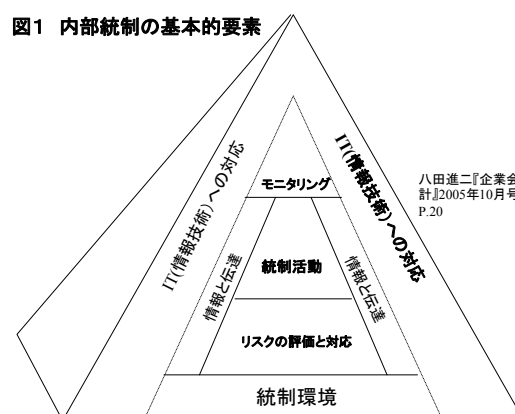 図1 内部統制の基本的要素
IT(情報技術)への対応
IT(情報技術)への対応
八田進二『企業会
計』2005年10月号
P.20
モニタリング
情報と伝達
統制活動
情報と伝達
リスクの評価と対応
統制環境